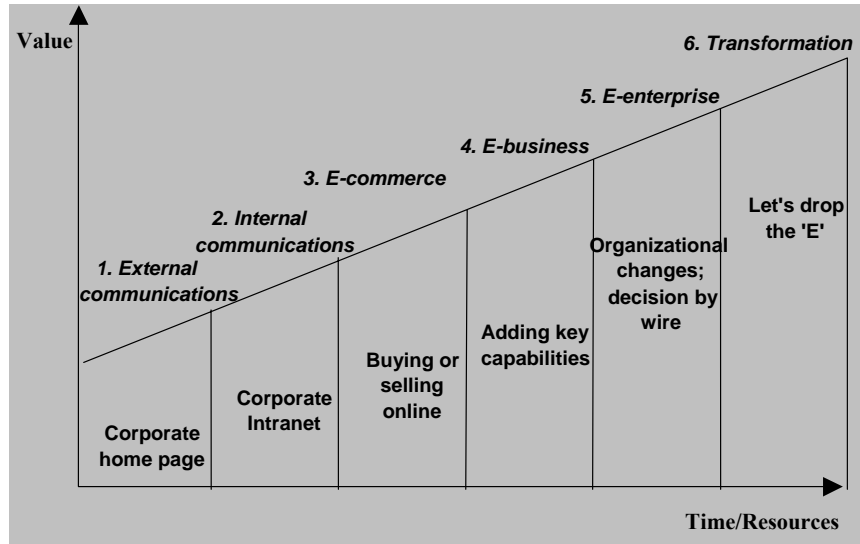 Value
6. Transformation
5. E-enterprise
4. E-business
3. E-commerce
2. Internal
communications
1. External
communications
Corporate
home page
Corporate
Intranet
Buying or
selling
online
Adding key
capabilities
Organizational
changes;
decision by
wire
Let's drop
the 'E'
Time/Resources